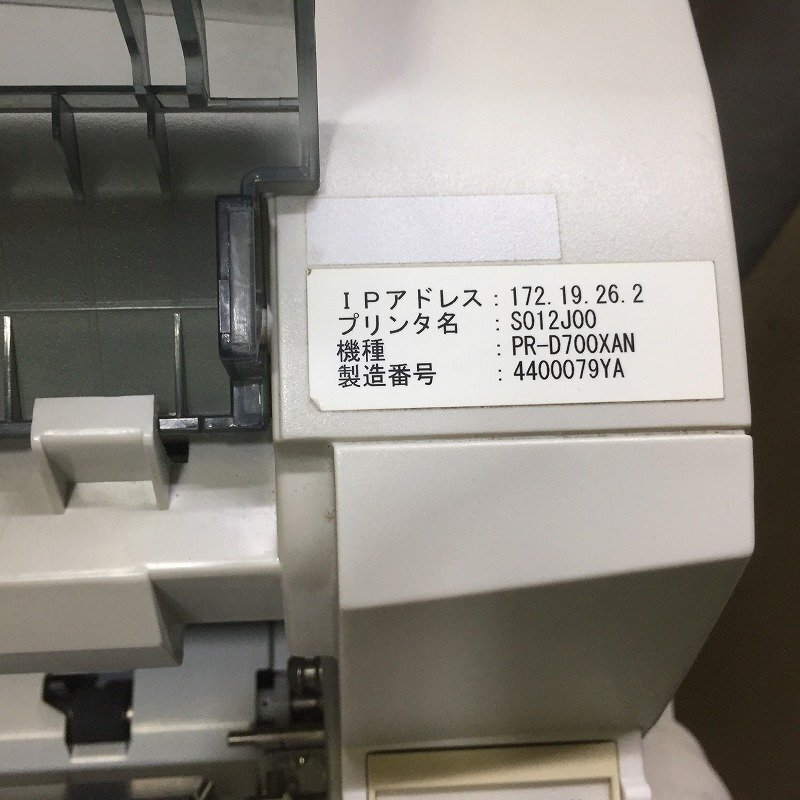 ＩＰアドレス：172.19.26.2
プリンタ名　：S012J00
機種　　　　：PR-D700XAN
製造番号　　：4400079YA